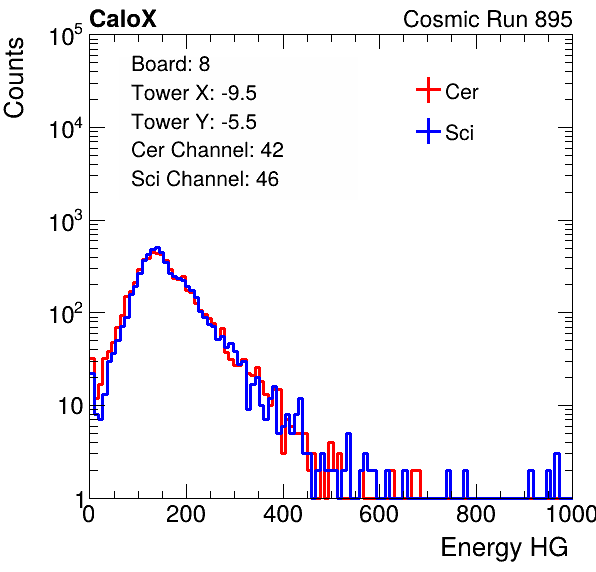 CaloX Cosmic Run 895
Counts
10^5
10^4
10^3
10^2
10
1
Board: 8
Tower X: -9.5
Tower Y: -5.5
Cer Channel: 42
Sci Channel: 46
Cer
Sci
0 200 400 600 800 1000
Energy HG